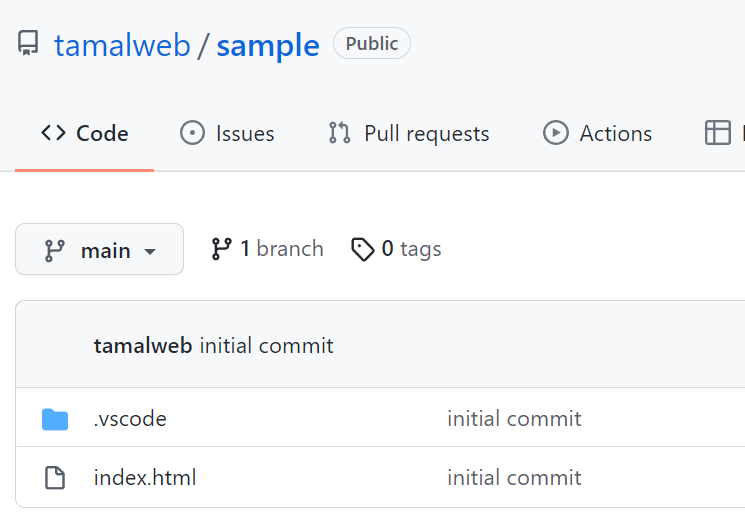 tamalweb / sample Public
Code Issues Pull requests Actions
main 1 branch 0 tags
tamalweb initial commit
.vscode initial commit
index.html initial commit